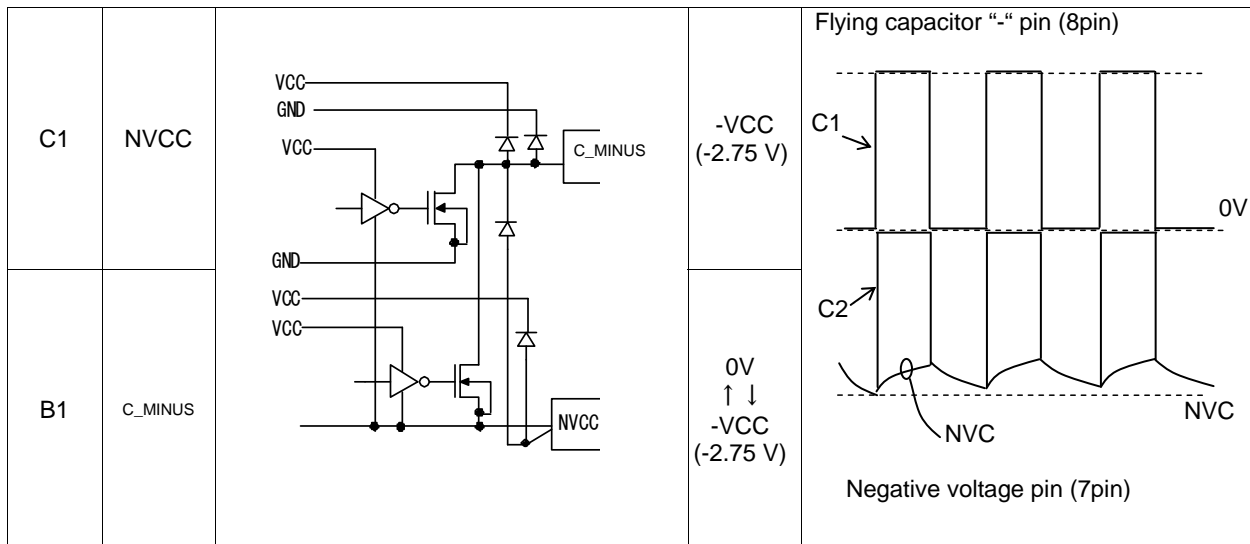 C1
NVCC
VCC
GND
VCC
C_MINUS
GND
-VCC
(-2.75 V)
B1
C_MINUS
VCC
VCC
NVCC
0V
↑ ↓
-VCC
(-2.75 V)
Flying capacitor “-“ pin (8pin)
C1
0V
C2
NVC
NVC
Negative voltage pin (7pin)